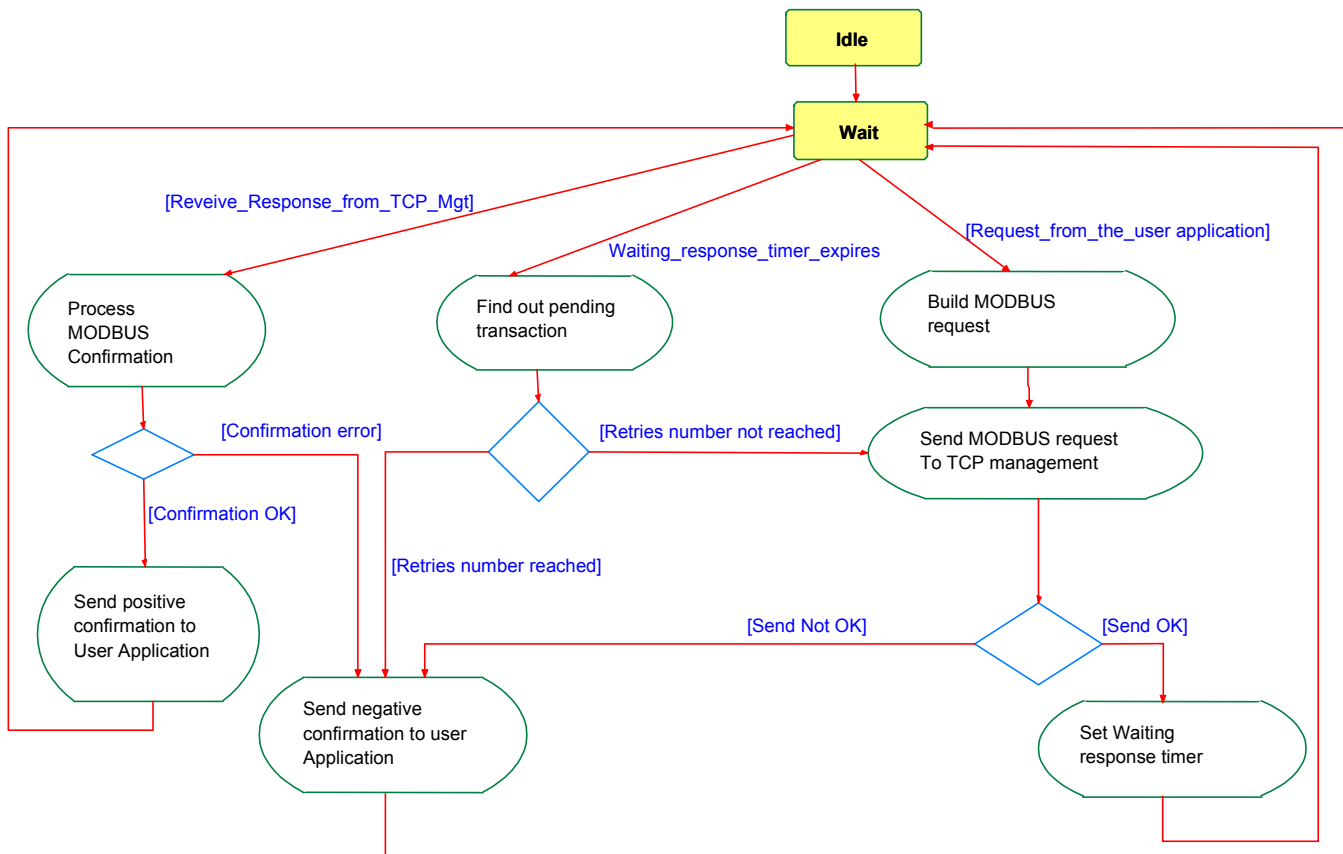 Idle
Wait
[Reveive_Response_from_TCP_Mgt]
[Request_from_the_user application]
Waiting_response_timer_expires
Process
MODBUS
Confirmation
Find out pending
transaction
Build MODBUS
request
[Confirmation error]
[Retries number not reached]
Send MODBUS request
To TCP management
[Confirmation OK]
[Retries number reached]
Send positive
confirmation to
User Application
[Send Not OK]
[Send OK]
Send negative
confirmation to user
Application
Set Waiting
response timer